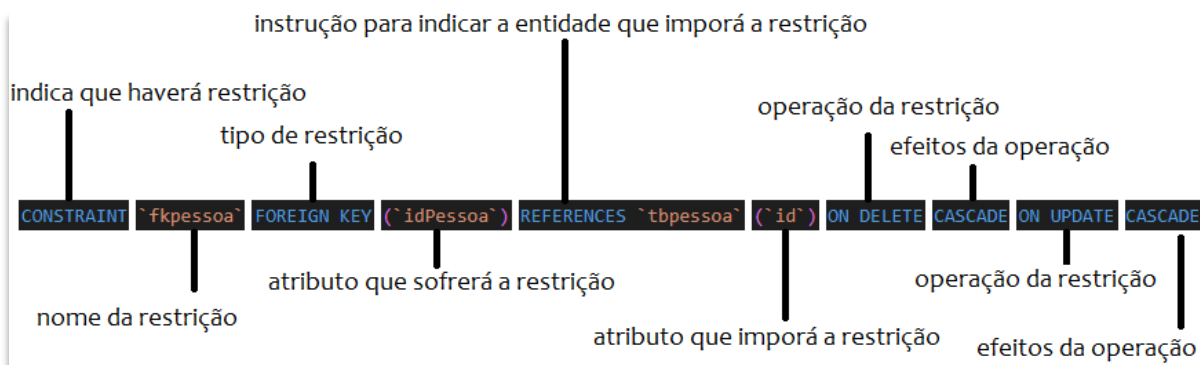 instrução para indicar a entidade que imporá a restrição
indica que haverá restrição
operação da restrição
tipo de restrição
efeitos da operação
CONSTRAINT `fkpessoa` FOREIGN KEY (`idPessoa`) REFERENCES `tbpessoa` (`id`) ON DELETE CASCADE ON UPDATE CASCADE
atributo que sofrerá a restrição
operação da restrição
nome da restrição
atributo que imporá a restrição
efeitos da operação